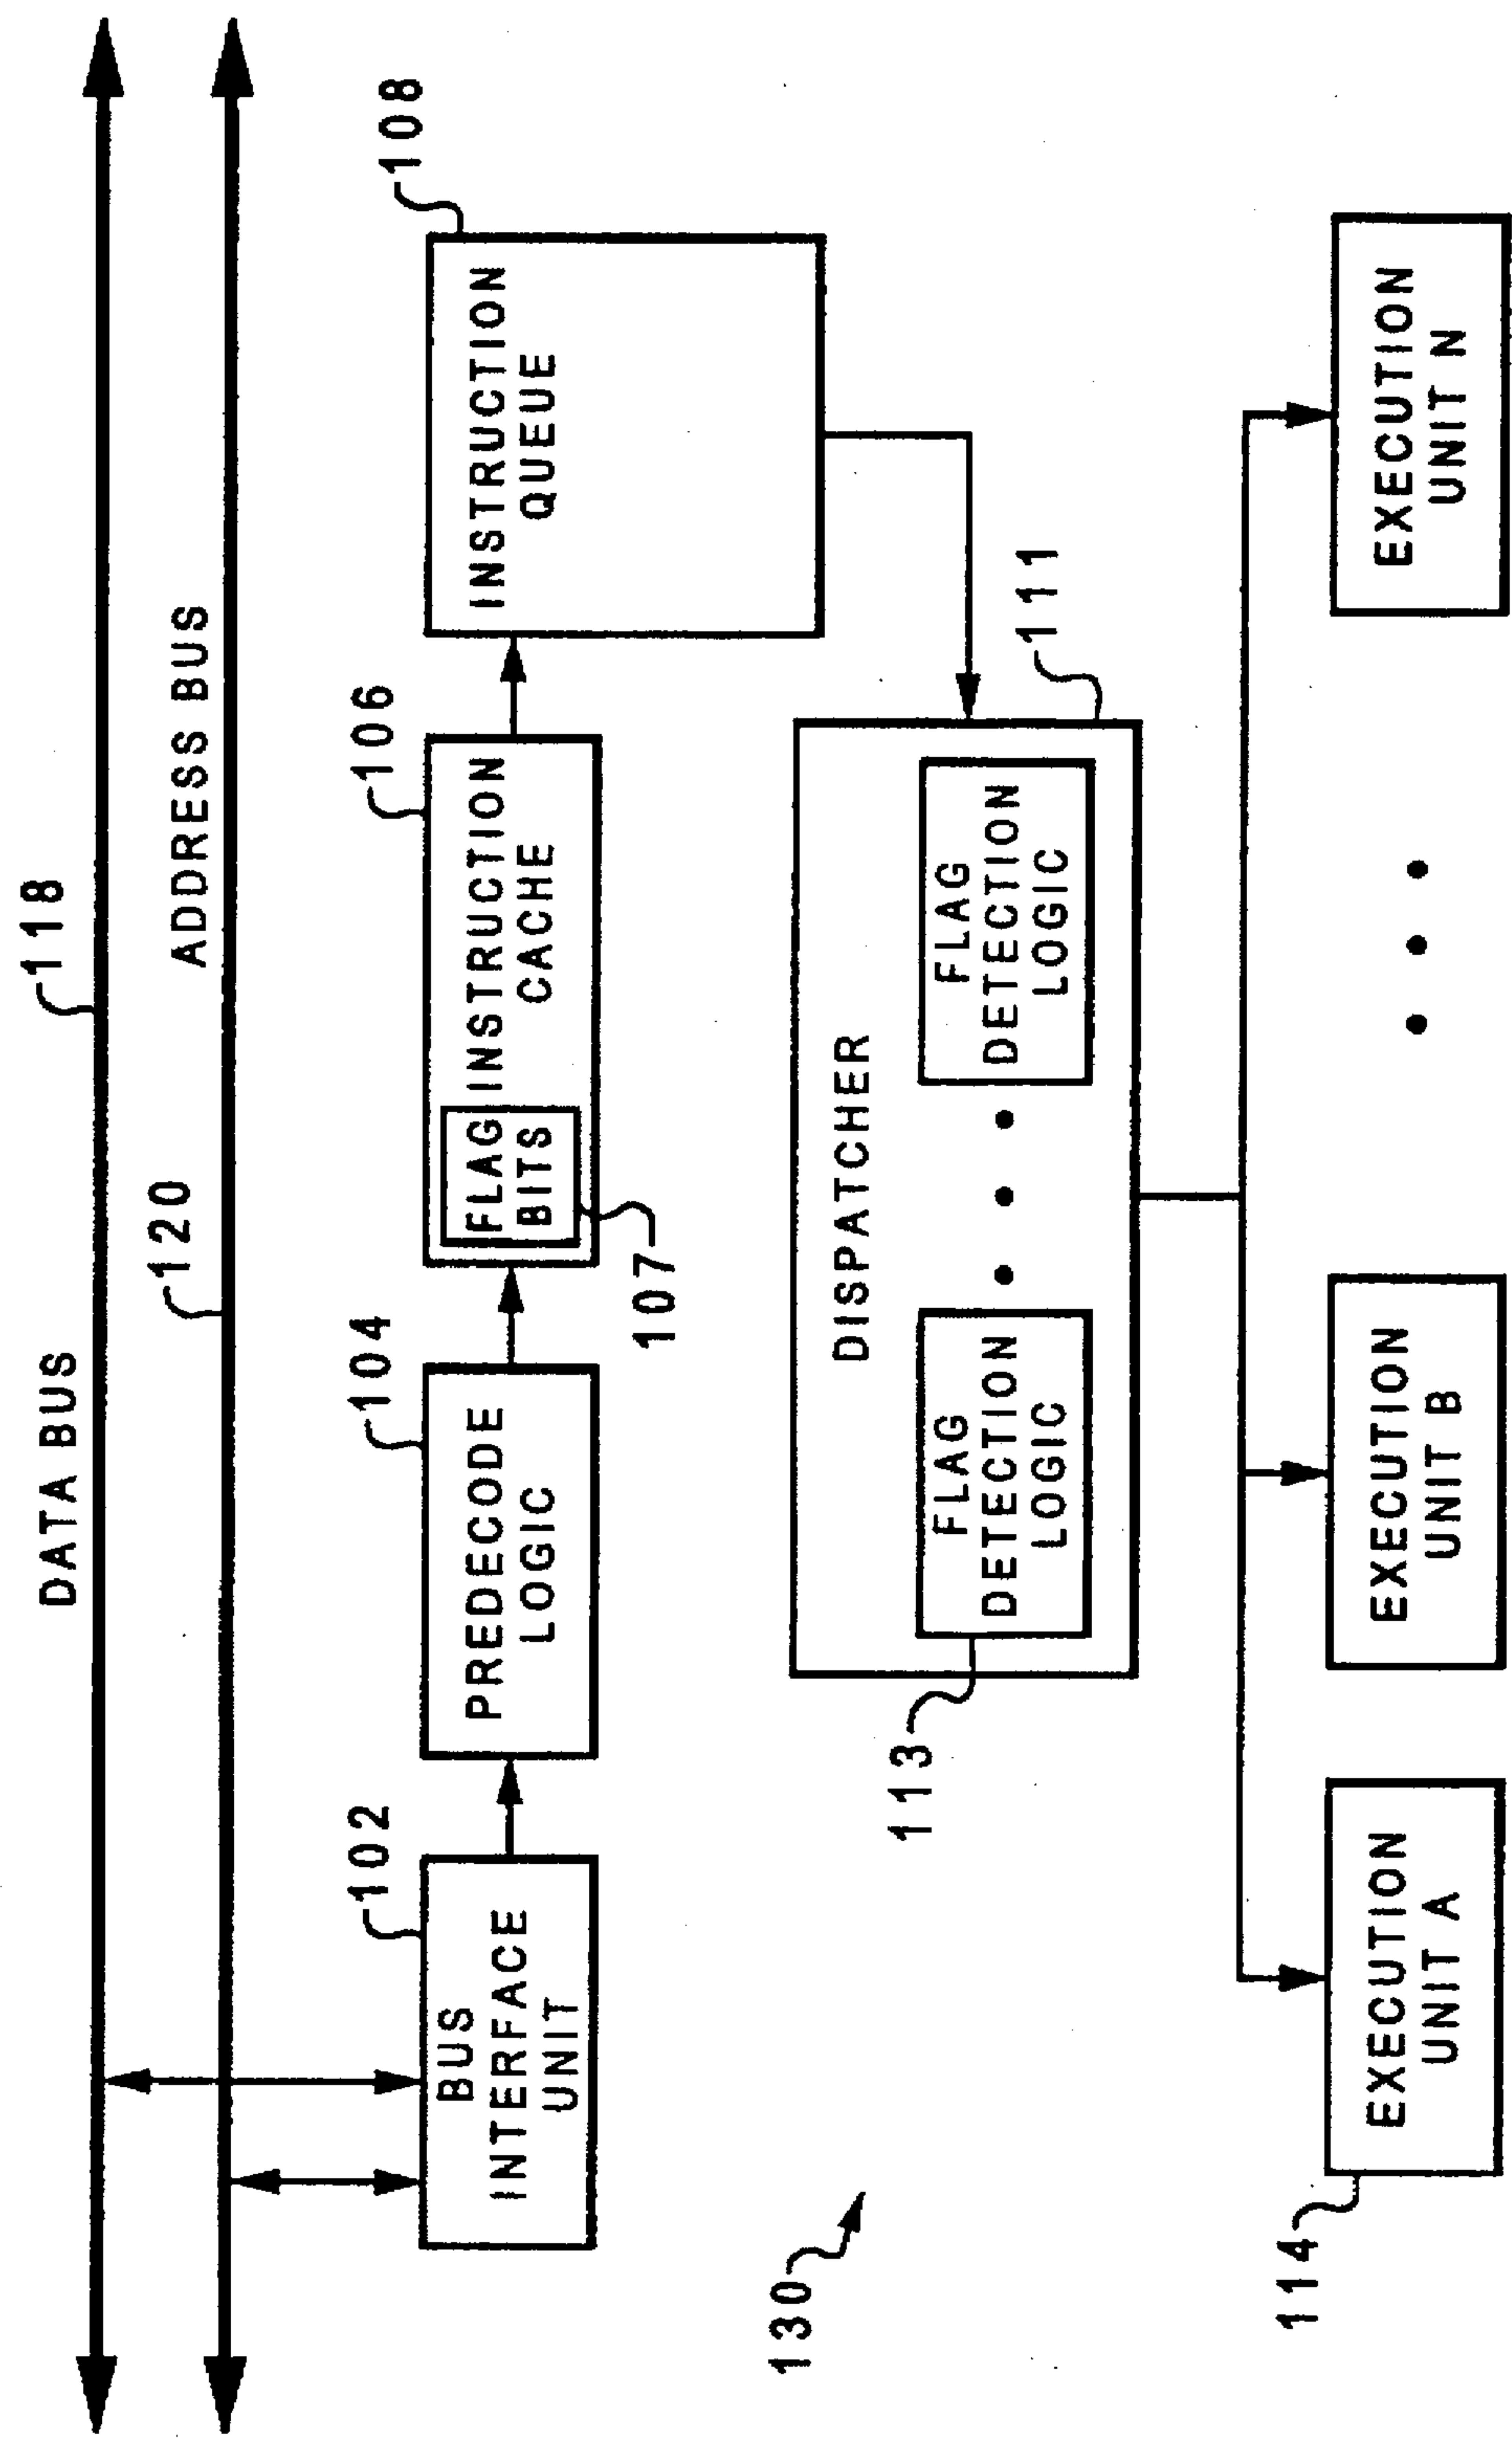 DATA BUS
118
120
ADDRESS BUS
102
BUS
INTERFACE
UNIT
104
PREDECODE
LOGIC
106
FLAG
BITS
INSTRUCTION
CACHE
107
108
INSTRUCTION
QUEUE
130
DISPATCHER
111
113
FLAG
DETECTION
LOGIC
FLAG
DETECTION
LOGIC
114
EXECUTION
UNIT A
EXECUTION
UNIT B
EXECUTION
UNIT N